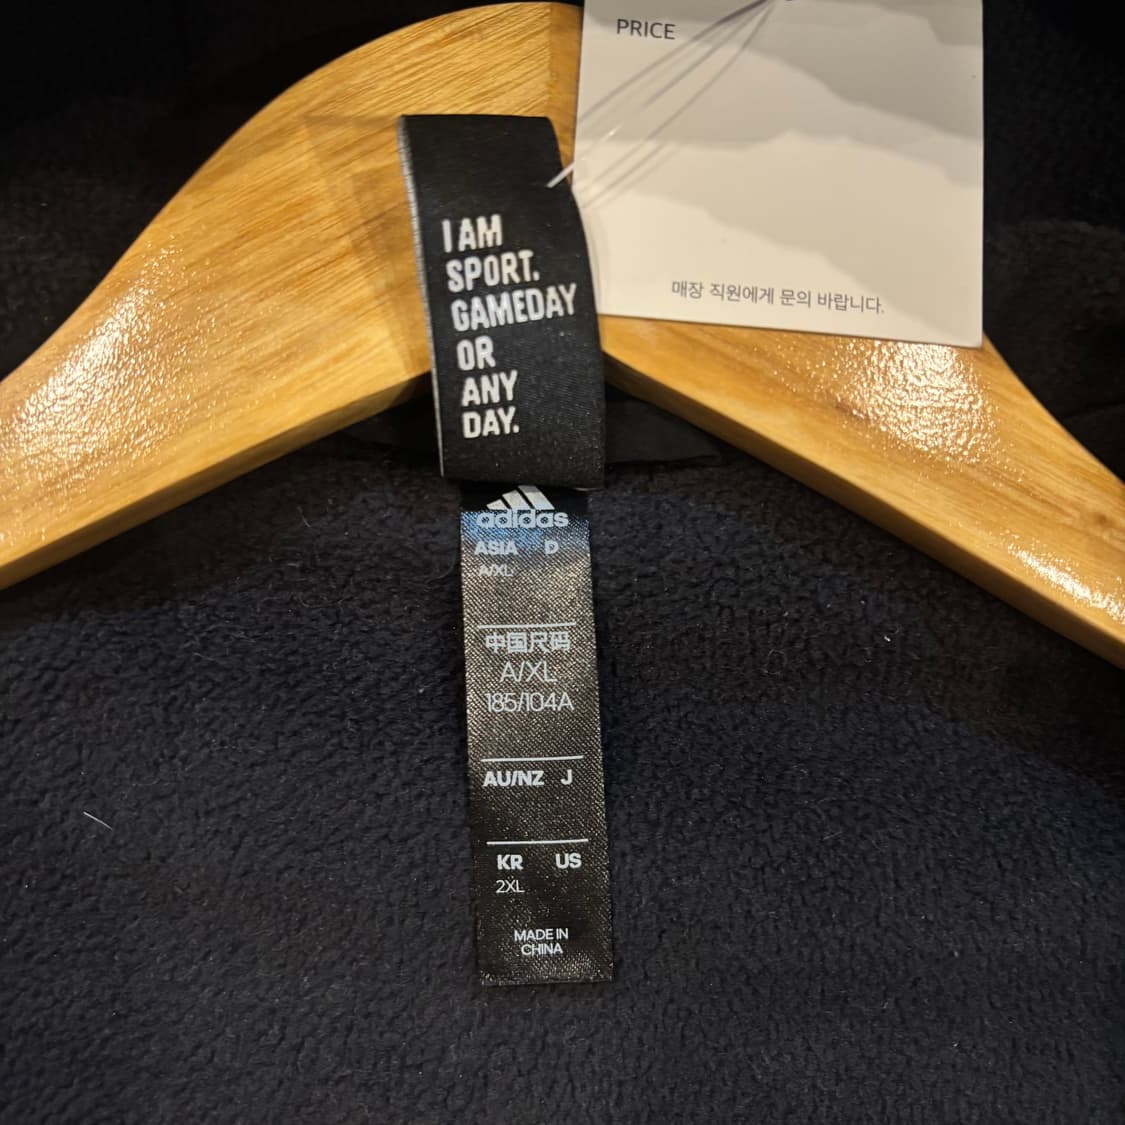 PRICE
매장 직원에게 문의 바랍니다.
I AM
SPORT.
GAMEDAY
OR
ANY
DAY.
adidas
ASIA D
A/XL
中国尺码
A/XL
185/104A
AU/NZ J
KR US
2XL
MADE IN
CHINA